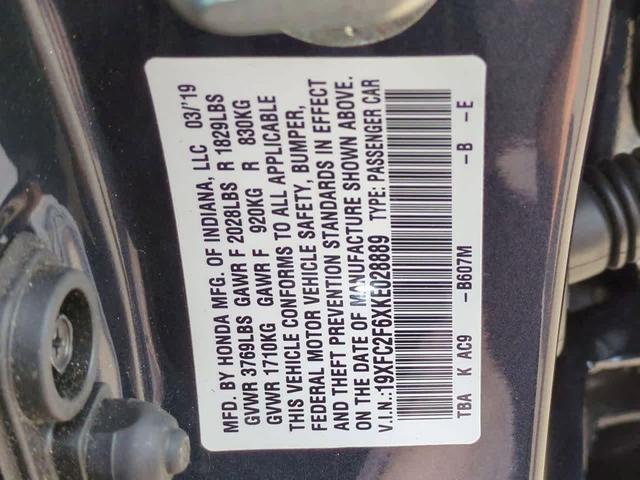 MFD. BY HONDA MFG. OF INDIANA, LLC 03/'19
GVWR 3769LBS GAWR F 2028LBS R 1829LBS
GVWR 1710KG GAWR F 920KG R 830KG
THIS VEHICLE CONFORMS TO ALL APPLICABLE
FEDERAL MOTOR VEHICLE SAFETY, BUMPER,
AND THEFT PREVENTION STANDARDS IN EFFECT
ON THE DATE OF MANUFACTURE SHOWN ABOVE.
V.I.N.:19XFC2F6XKE028889 TYPE: PASSENGER CAR
TBA K AC9 -B607M -B -E